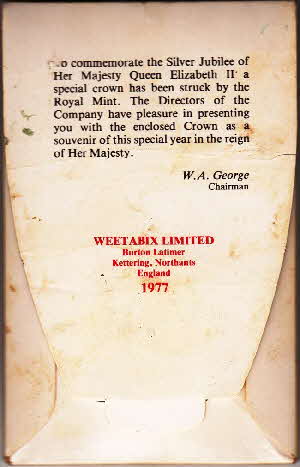 To commemorate the Silver Jubilee of
Her Majesty Queen Elizabeth II a
special crown has been struck by the
Royal Mint. The Directors of the
Company have pleasure in presenting
you with the enclosed Crown as a
souvenir of this special year in the reign
of Her Majesty.
W.A. George
Chairman
WEETABIX LIMITED
Burton Latimer
Kettering, Northants
England
1977